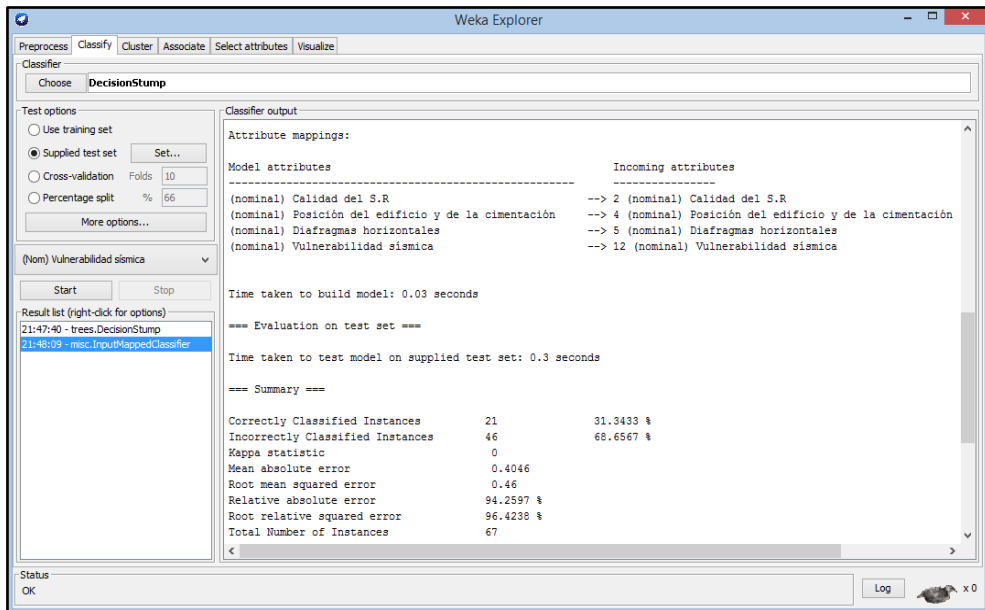 Weka Explorer
Preprocess Classify Cluster Associate Select attributes Visualize
Classifier
Choose DecisionStump
Test options
Use training set
Supplied test set Set...
Cross-validation Folds 10
Percentage split % 66
More options...
(Nom) Vulnerabilidad sísmica
Start Stop
Result list (right-click for options)
21:47:40 - trees.DecisionStump
21:48:09 - misc.InputMappedClassifier
Classifier output
Attribute mappings:
Model attributes Incoming attributes
------------------------------------------------------ ----------------
(nominal) Calidad del S.R --> 2 (nominal) Calidad del S.R
(nominal) Posición del edificio y de la cimentación --> 4 (nominal) Posición del edificio y de la cimentación
(nominal) Diafragmas horizontales --> 5 (nominal) Diafragmas horizontales
(nominal) Vulnerabilidad sísmica --> 12 (nominal) Vulnerabilidad sísmica
Time taken to build model: 0.03 seconds
=== Evaluation on test set ===
Time taken to test model on supplied test set: 0.3 seconds
=== Summary ===
Correctly Classified Instances 21 31.3433 %
Incorrectly Classified Instances 46 68.6567 %
Kappa statistic 0
Mean absolute error 0.4046
Root mean squared error 0.46
Relative absolute error 94.2597 %
Root relative squared error 96.4238 %
Total Number of Instances 67
Status
OK
Log x 0